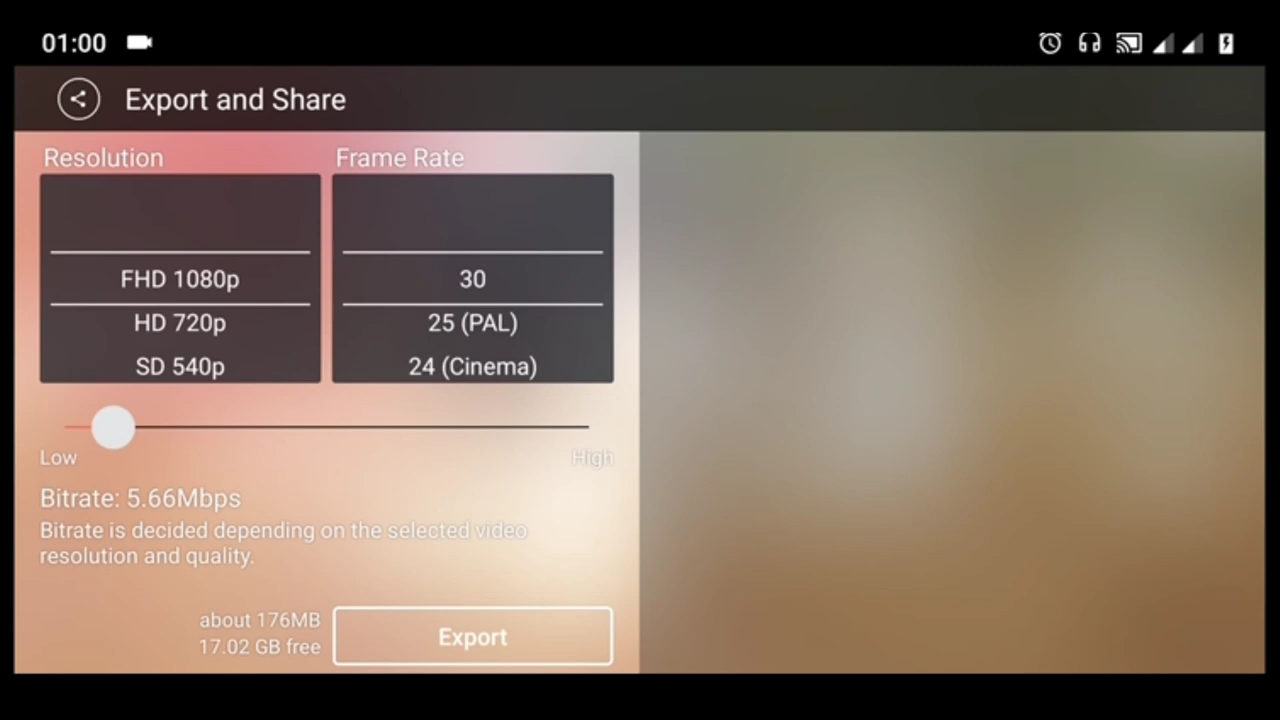 01:00
Export and Share
Resolution
Frame Rate
FHD 1080p
30
HD 720p
25 (PAL)
SD 540p
24 (Cinema)
Low
High
Bitrate: 5.66Mbps
Bitrate is decided depending on the selected video
resolution and quality.
about 176MB
17.02 GB free
Export